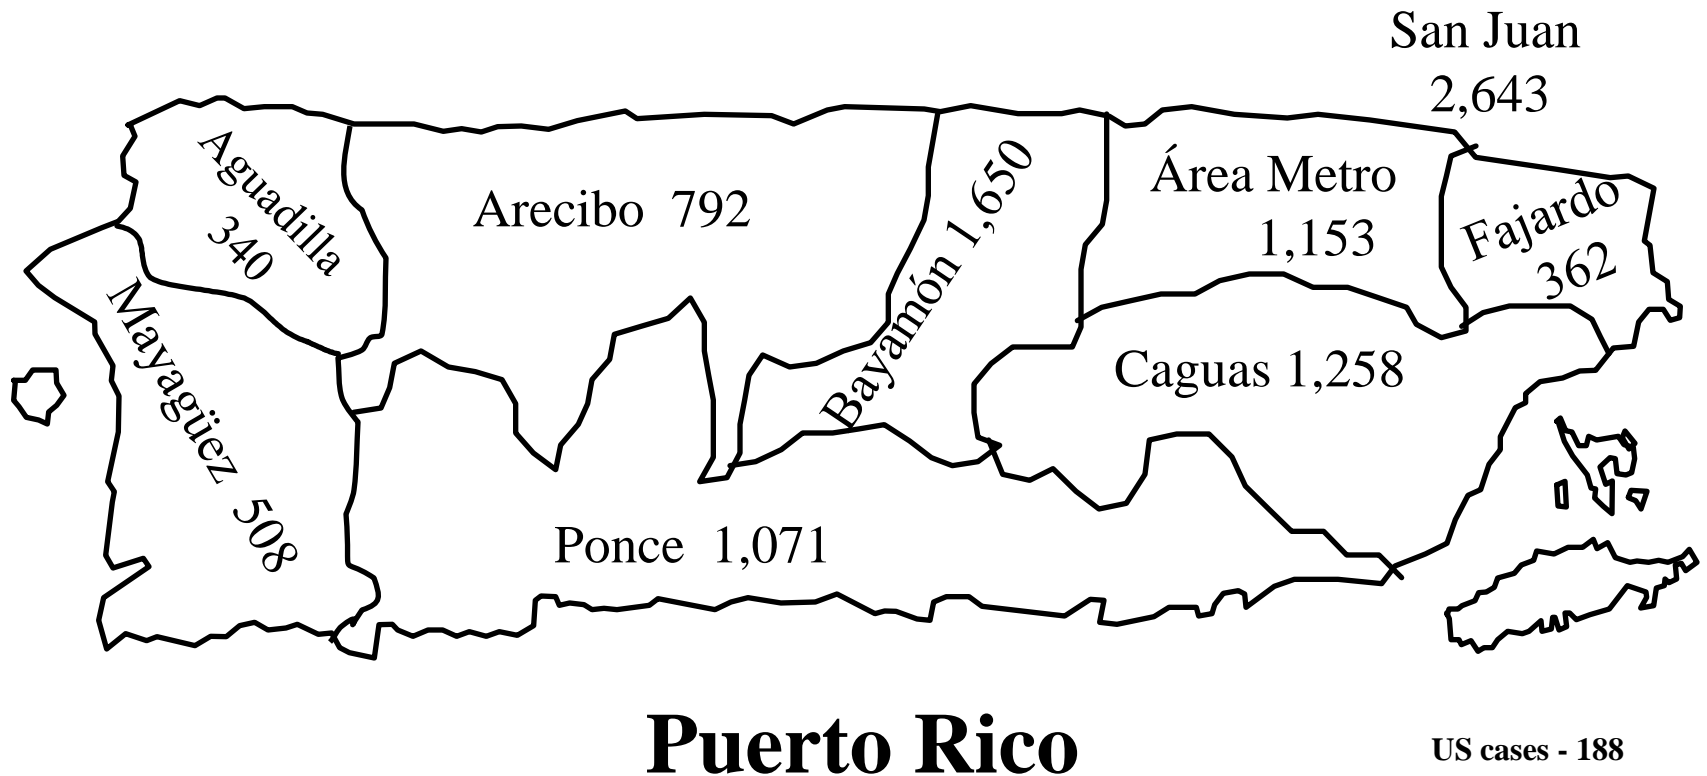 San Juan
2,643
Aguadilla
340
Arecibo 792
Bayamón 1,650
Área Metro
1,153
Fajardo
362
Mayagüez 508
Caguas 1,258
Ponce 1,071
Puerto Rico
US cases - 188